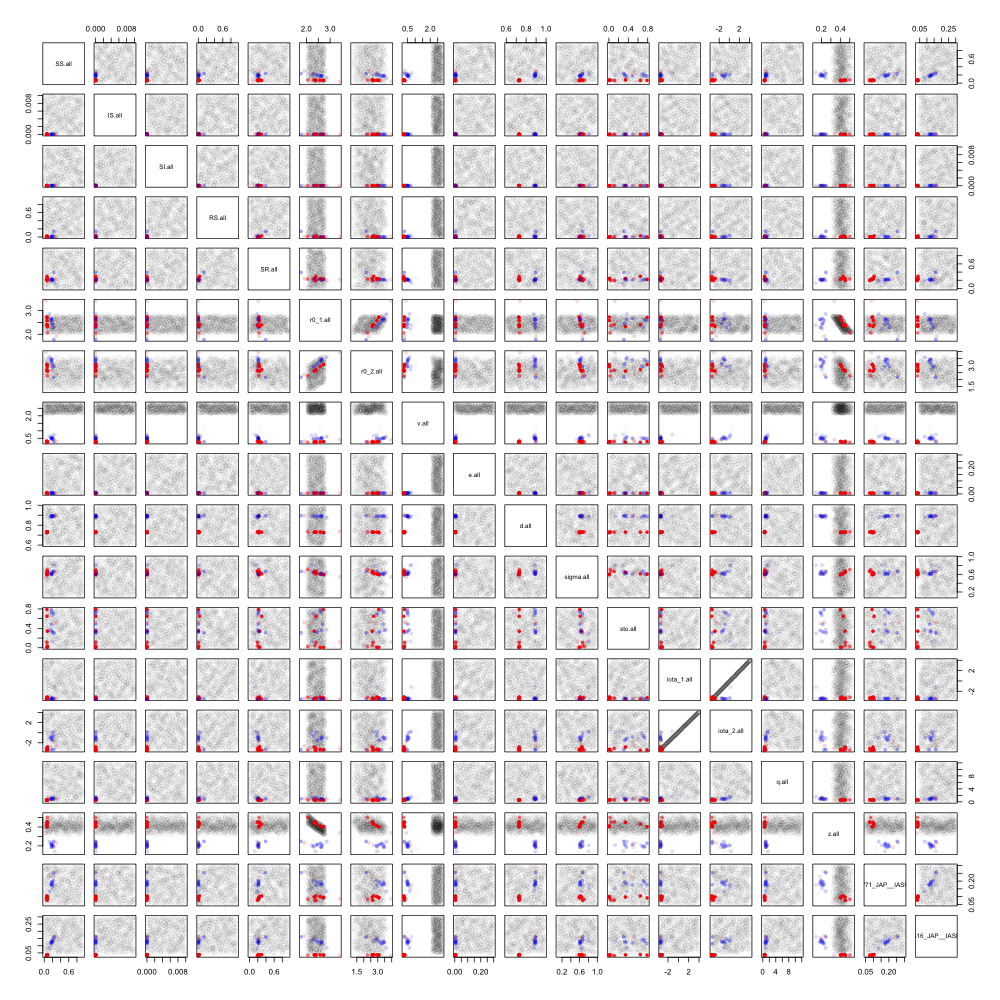 0.000 0.008 0.0 0.6 2.0 3.0 0.5 2.0 0.6 0.8 1.0 0.0 0.2 0.4 0.6 0.8 -2 2 0.2 0.4 0.05 0.25
SS.all 0.0 0.6
0.000 0.008 IS.all
SI.all 0.000 0.008
0.0 0.6 RS.all
SR.all 0.0 0.6
2.0 3.0 r0_1.all
r0_2.all 1.5 3.0
0.5 2.0 v.all
e.all 0.00 0.20
0.6 0.8 1.0 d.all
sigma.all 0.2 0.6 1.0
0.0 0.4 0.8 sto.all
iota_1.all -2 2
-2 2 iota_2.all
q.all 0 4 8
0.2 0.4 z.all
71_JAP__IASI 0.05 0.20
0.05 0.25 16_JAP__IASI
0.0 0.6 0.000 0.008 0.0 0.6 1.5 3.0 0.00 0.20 0.2 0.6 1.0 -2 2 0 4 8 0.05 0.20